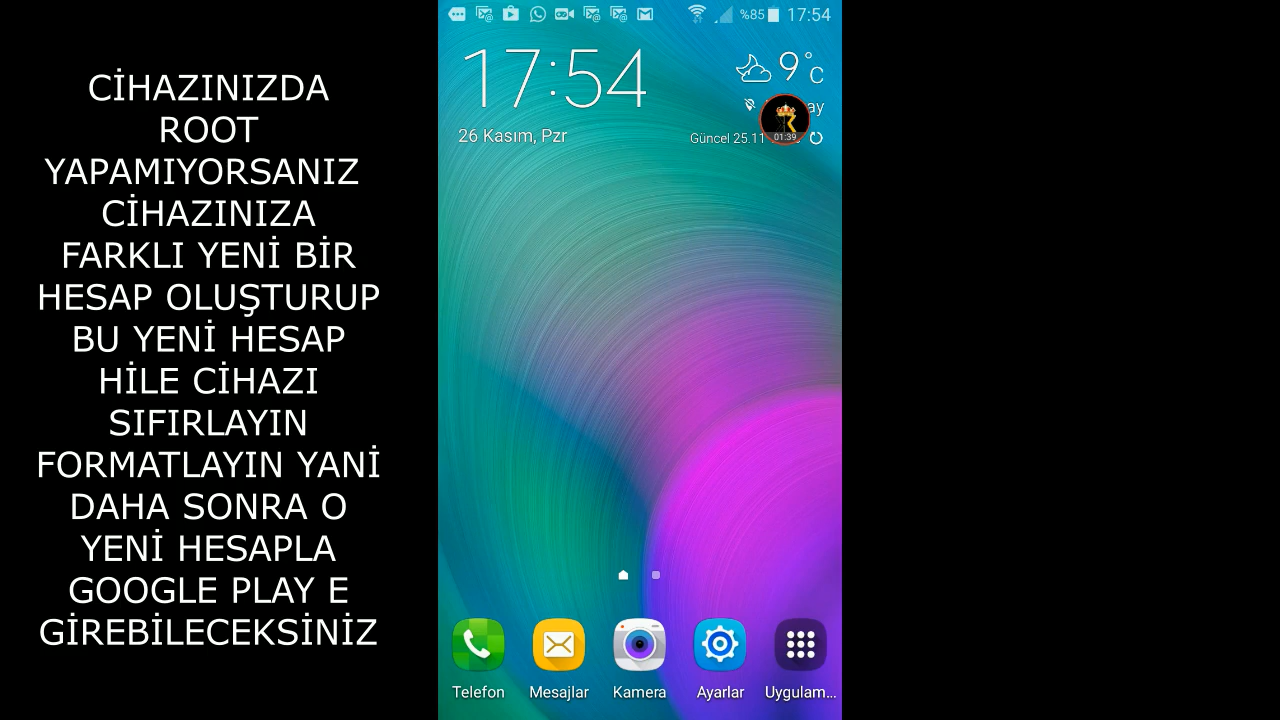 CİHAZINIZDA
ROOT
YAPAMIYORSANIZ
CİHAZINIZA
FARKLI YENİ BİR
HESAP OLUŞTURUP
BU YENİ HESAP
HİLE CİHAZI
SIFIRLAYIN
FORMATLAYIN YANİ
DAHA SONRA O
YENİ HESAPLA
GOOGLE PLAY E
GİREBİLECEKSİNİZ
%85 17:54
17:54
9°C
ay
01:39
26 Kasım, Pzr
Güncel 25.11
Telefon Mesajlar Kamera Ayarlar Uygulam...